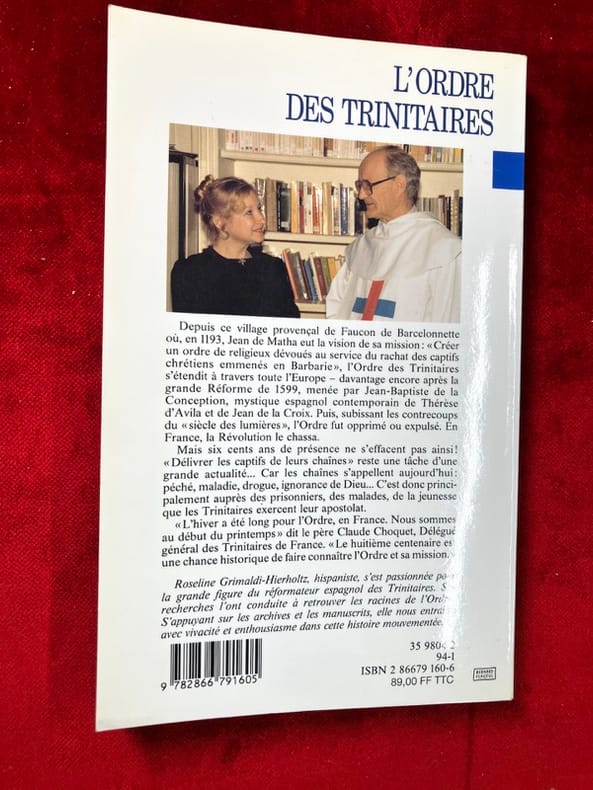 L'ORDRE
DES TRINITAIRES
Depuis ce village provençal de Faucon de Barcelonnette
où, en 1193, Jean de Matha eut la vision de sa mission : «Créer
un ordre de religieux dévoués au service du rachat des captifs
chrétiens emmenés en Barbarie», l'Ordre des Trinitaires
s'étendit à travers toute l'Europe – davantage encore après la
grande Réforme de 1599, menée par Jean-Baptiste de la
Conception, mystique espagnol contemporain de Thérèse
d'Avila et de Jean de la Croix. Puis, subissant les contrecoups
du «siècle des lumières», l'Ordre fut opprimé ou expulsé. En
France, la Révolution le chassa.
Mais six cents ans de présence ne s'effacent pas ainsi!
«Délivrer les captifs de leurs chaînes» reste une tâche d'une
grande actualité... Car les chaînes s'appellent aujourd'hui:
péché, maladie, drogue, ignorance de Dieu... C'est donc princi-
palement auprès des prisonniers, des malades, de la jeunesse
que les Trinitaires exercent leur apostolat.
«L'hiver a été long pour l'Ordre, en France. Nous sommes
au début du printemps» dit le père Claude Choquet, Délégué
général des Trinitaires de France. «Le huitième centenaire est
une chance historique de faire connaître l'Ordre et sa mission.»
Roseline Grimaldi-Hierholtz, hispaniste, s'est passionnée pour
la grande figure du réformateur espagnol des Trinitaires.
recherches l'ont conduite à retrouver les racines de
S'appuyant sur les archives et les manuscrits, elle nous
avec vivacité et enthousiasme dans cette histoire mouvementée.
35 9804 2
94-1
ISBN 2 86679 160-6
89,00 FF TTC
9 782866 791605